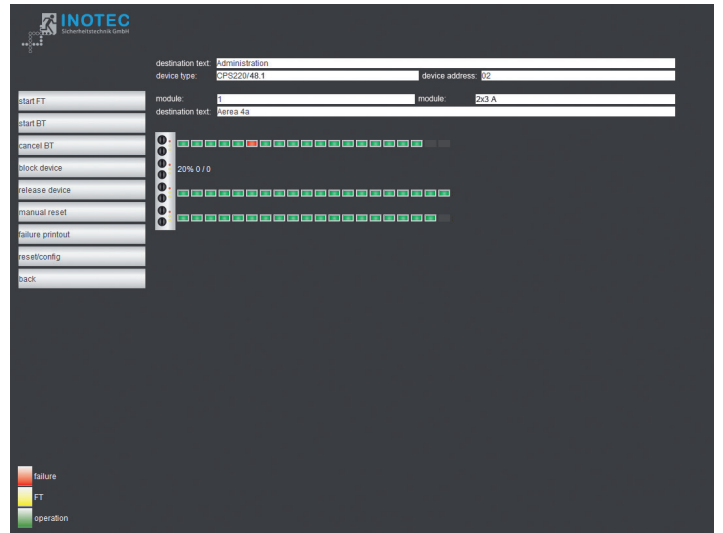 INOTEC
Sicherheitstechnik GmbH
destination text: Administration
device type: CPS220/48.1 device address: 02
module: 1 module: 2x3 A
destination text: Aerea 4a
start FT
start BT
cancel BT
block device
release device
manual reset
failure printout
reset/config
back
20% 0 / 0
failure
FT
operation